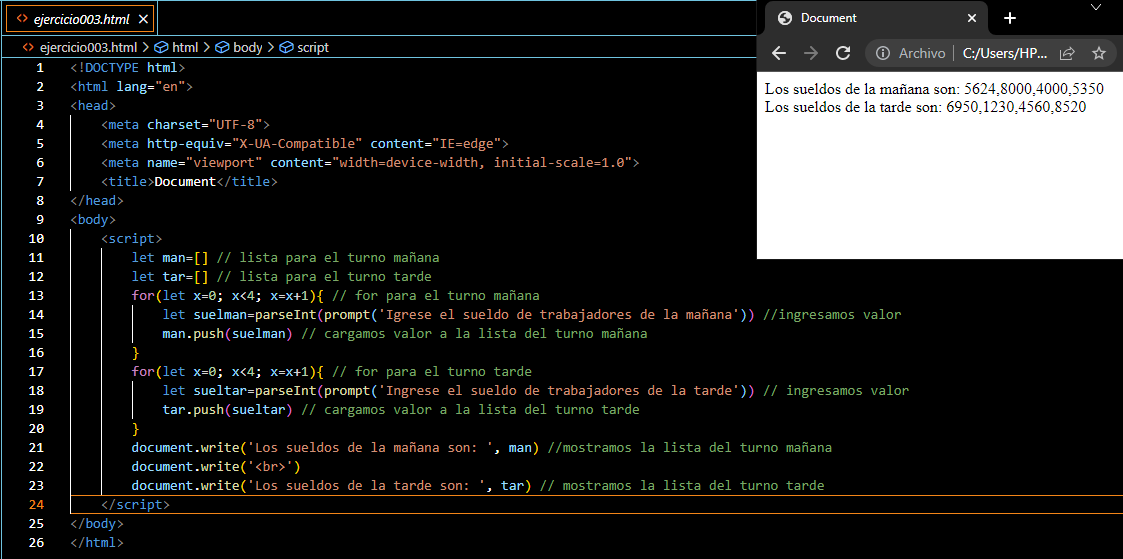 ejercicio003.html
ejercicio003.html > html > body > script
1 <!DOCTYPE html>
2 <html lang="en">
3 <head>
4 <meta charset="UTF-8">
5 <meta http-equiv="X-UA-Compatible" content="IE=edge">
6 <meta name="viewport" content="width=device-width, initial-scale=1.0">
7 <title>Document</title>
8 </head>
9 <body>
10 <script>
11 let man=[] // lista para el turno mañana
12 let tar=[] // lista para el turno tarde
13 for(let x=0; x<4; x=x+1){ // for para el turno mañana
14 let suelman=parseInt(prompt('Igrese el sueldo de trabajadores de la mañana')) //ingresamos valor
15 man.push(suelman) // cargamos valor a la lista del turno mañana
16 }
17 for(let x=0; x<4; x=x+1){ // for para el turno tarde
18 let sueltar=parseInt(prompt('Ingrese el sueldo de trabajadores de la tarde')) // ingresamos valor
19 tar.push(sueltar) // cargamos valor a la lista del turno tarde
20 }
21 document.write('Los sueldos de la mañana son: ', man) //mostramos la lista del turno mañana
22 document.write('<br>')
23 document.write('Los sueldos de la tarde son: ', tar) // mostramos la lista del turno tarde
24 </script>
25 </body>
26 </html>
Document
Archivo | C:/Users/HP...
Los sueldos de la mañana son: 5624,8000,4000,5350
Los sueldos de la tarde son: 6950,1230,4560,8520